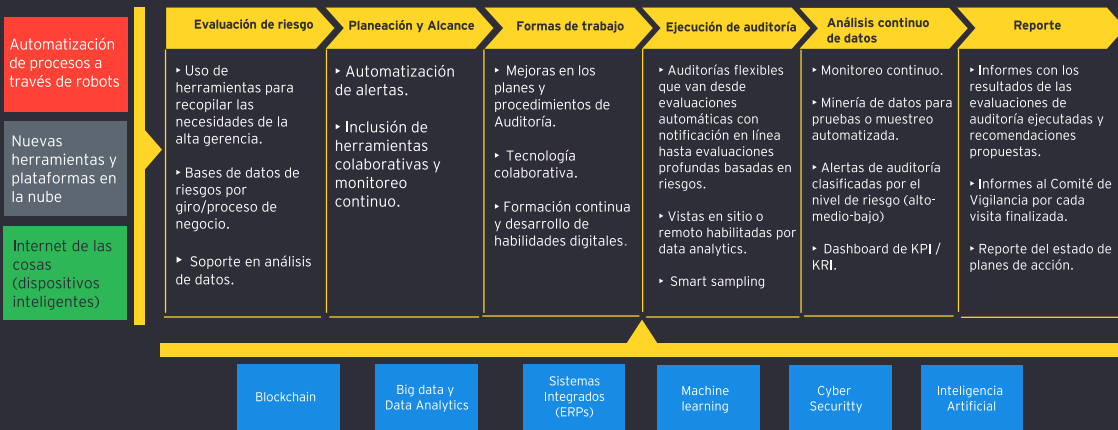 Automatización
de procesos a
través de robots
Nuevas
herramientas y
plataformas en
la nube
Internet de las
cosas
(dispositivos
inteligentes)
Evaluación de riesgo
‣ Uso de
herramientas para
recopilar las
necesidades de la
alta gerencia.
‣ Bases de datos de
riesgos por
giro/proceso de
negocio.
‣ Soporte en análisis
de datos.
Planeación y Alcance
‣ Automatización
de alertas.
‣ Inclusión de
herramientas
colaborativas y
monitoreo
continuo.
Formas de trabajo
‣ Mejoras en los
planes y
procedimientos de
Auditoría.
‣ Tecnología
colaborativa.
‣ Formación continua
y desarrollo de
habilidades digitales.
Ejecución de auditoría
‣ Auditorías flexibles
que van desde
evaluaciones
automáticas con
notificación en línea
hasta evaluaciones
profundas basadas en
riesgos.
‣ Vistas en sitio o
remoto habilitadas por
data analytics.
‣ Smart sampling
Análisis continuo
de datos
‣ Monitoreo continuo.
‣ Minería de datos para
pruebas o muestreo
automatizada.
‣ Alertas de auditoría
clasificadas por el
nivel de riesgo (alto-
medio-bajo)
‣ Dashboard de KPI /
KRI.
Reporte
‣ Informes con los
resultados de las
evaluaciones de
auditoría ejecutadas y
recomendaciones
propuestas.
‣ Informes al Comité de
Vigilancia por cada
visita finalizada.
‣ Reporte del estado de
planes de acción.
Blockchain
Big data y
Data Analytics
Sistemas
Integrados
(ERPs)
Machine
learning
Cyber
Securitty
Inteligencia
Artificial